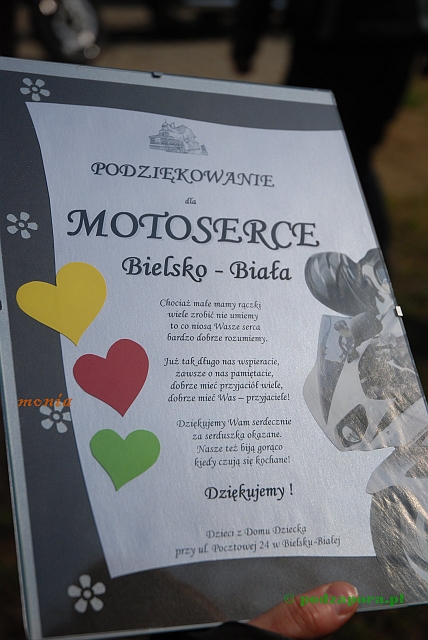 PODZIĘKOWANIE
dla
MOTOSERCE
Bielsko - Biała
Chociaż małe mamy rączki
wiele zrobić nie umiemy
to co niosą Wasze serca
bardzo dobrze rozumiemy.
Już tak długo nas wspieracie,
zawsze o nas pamiętacie,
dobrze mieć przyjaciół wiele,
dobrze mieć Was – przyjaciele!
Dziękujemy Wam serdecznie
za serduszka okazane.
Nasze też biją gorąco
kiedy czują się kochane!
Dziękujemy !
Dzieci z Domu Dziecka
przy ul. Pocztowej 24 w Bielsku-Białej
monia